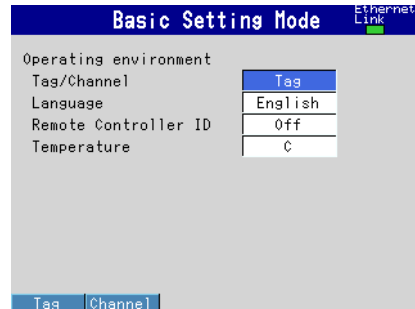 Basic Setting Mode
Ethernet
Link
Operating environment
Tag/Channel Tag
Language English
Remote Controller ID Off
Temperature C
Tag Channel